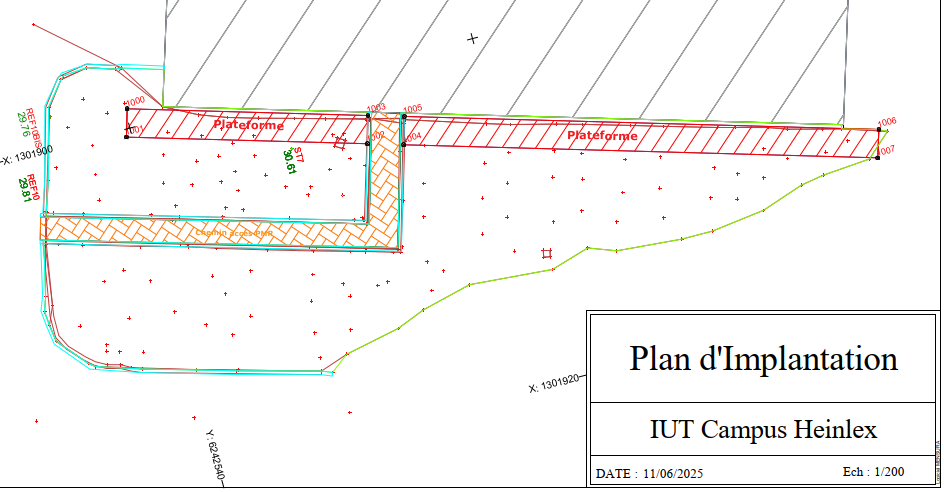 1000
1003
1005
1006
REF10BIS
29.76
1001
Plateforme
Plateforme
1002
1004
1007
X: 1301900
ST7
30.61
REF10
29.81
Chemin accès PMR
X: 1301920
Plan d'Implantation
IUT Campus Heinlex
DATE : 11/06/2025
Ech : 1/200
Y: 6242540